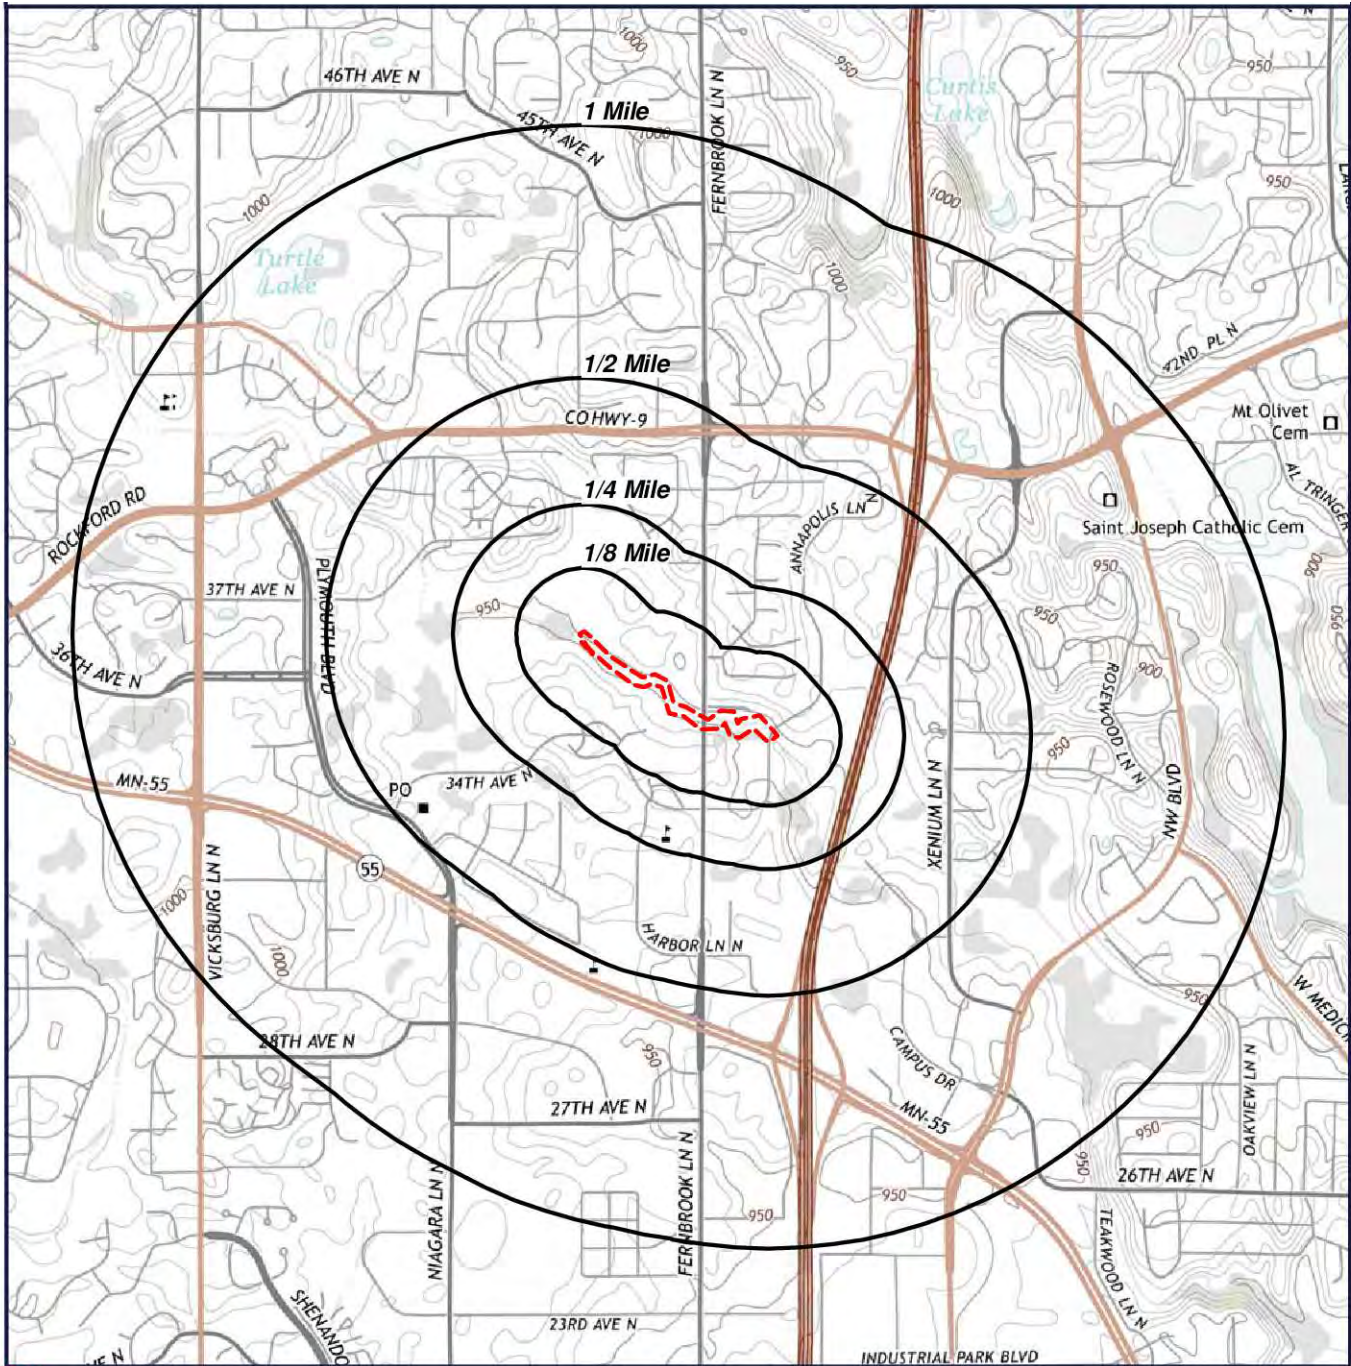 1000
950
N
46TH AVE N
FERNBROOK LN N
Curtis
Lake
950
1 Mile
45TH AVE N
1000
950
1000
1000
Turtle
Lake
1000
42ND PL N
1/2 Mile
COHWY-9
Mt Olivet
Cem
1/4 Mile
ANNAPOLIS LN
N
AL TRINGER
ROCKFORD RD
Saint Joseph Catholic Cem
1/8 Mile
950
900
37TH AVE N
PLYMOUTH BLVD
950
950
950
36TH AVE N
900
ROSEWOOD LN N
950
MN-55
PO
34TH AVE N
NW BLVD
XENIUM LN N
55
1000
VICKSBURG LN N
HARBOR LN N
1000
950
W MEDICI
28TH AVE N
950
CAMPUS DR
OAKVIEW LN N
27TH AVE N
MN-55
950
FERNBROOK LN N
950
26TH AVE N
NIAGARA LN N
950
950
TEAKWOOD LN N
SHENANDO
23RD AVE N
VE N
INDUSTRIAL PARK BLVD